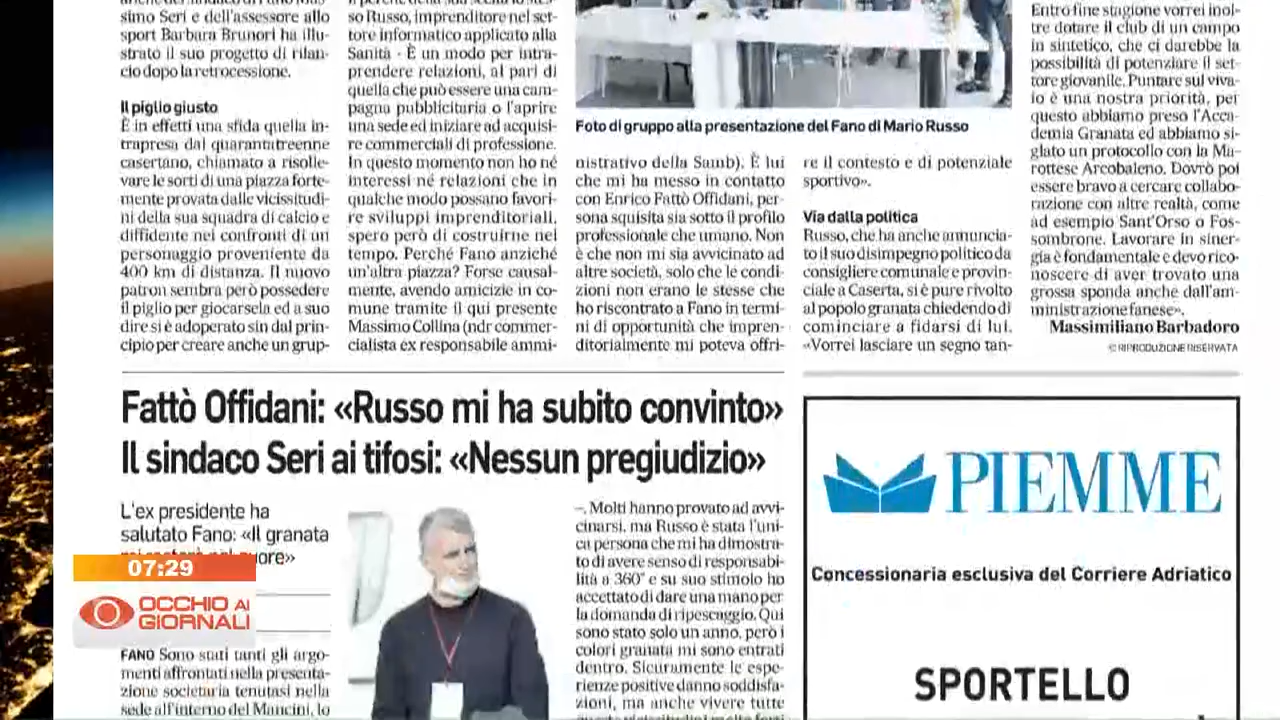 simo Seri e dell'assessore allo
sport Barbara Brunori ha illu-
strato il suo progetto di rilan-
cio dopo la retrocessione.
Il piglio giusto
È in effetti una sfida quella in-
trapresa dal quarantatreenne
casertano, chiamato a risolle-
vare le sorti di una piazza forte-
mente provata dalle vicissitudi-
ni della sua squadra di calcio e
diffidente nei confronti di un
personaggio proveniente da
400 km di distanza. Il nuovo
patron sembra però possedere
il piglio per giocarsela ed a suo
dire si è adoperato sin dal prin-
cipio per creare anche un grup-
so Russo, imprenditore nel set-
tore informatico applicato alla
Sanità - È un modo per intra-
prendere relazioni, al pari di
quella che può essere una cam-
pagna pubblicitaria o l'aprire
una sede ed iniziare ad acquisi-
re commerciali di professione.
In questo momento non ho né
interessi né relazioni che in
qualche modo possano favori-
re sviluppi imprenditoriali,
spero però di costruirne nel
tempo. Perché Fano anziché
un'altra piazza? Forse causal-
mente, avendo amicizie in co-
mune tramite il qui presente
Massimo Collina (ndr commer-
cialista ex responsabile ammi-
Foto di gruppo alla presentazione del Fano di Mario Russo
nistrativo della Samb). È lui
che mi ha messo in contatto
con Enrico Fattò Offidani, per-
sona squisita sia sotto il profilo
professionale che umano. Non
è che non mi sia avvicinato ad
altre società, solo che le condi-
zioni non erano le stesse che
ho riscontrato a Fano in termi-
ni di opportunità che impren-
ditorialmente mi poteva offri-
re il contesto e di potenziale
sportivo».
Via dalla politica
Russo, che ha anche annuncia-
to il suo disimpegno politico da
consigliere comunale e provin-
ciale a Caserta, si è pure rivolto
al popolo granata chiedendo di
cominciare a fidarsi di lui.
«Vorrei lasciare un segno tan-
Entro fine stagione vorrei inol-
tre dotare il club di un campo
in sintetico, che ci darebbe la
possibilità di potenziare il set-
tore giovanile. Puntare sul viva-
io è una nostra priorità, per
questo abbiamo preso l'Acca-
demia Granata ed abbiamo si-
glato un protocollo con la Ma-
rottese Arcobaleno. Dovrò poi
essere bravo a cercare collabo-
razione con altre realtà, come
ad esempio Sant'Orso o Fos-
sombrone. Lavorare in siner-
gia è fondamentale e devo rico-
noscere di aver trovato una
grossa sponda anche dall'am-
ministrazione fanese».
Massimiliano Barbadoro
© RIPRODUZIONE RISERVATA
Fattò Offidani: «Russo mi ha subito convinto»
Il sindaco Seri ai tifosi: «Nessun pregiudizio»
L'ex presidente ha
salutato Fano: «Il granata
FANO Sono stati tanti gli argo-
menti affrontati nella presenta-
zione societaria tenutasi nella
sede all'interno del Mancini, lo
–. Molti hanno provato ad avvi-
cinarsi, ma Russo è stata l'uni-
ca persona che mi ha dimostra-
to di avere senso di responsabi-
lità a 360° e su suo stimolo ho
accettato di dare una mano per
la domanda di ripescaggio. Qui
sono stato solo un anno, però i
colori granata mi sono entrati
dentro. Sicuramente le espe-
rienze positive danno soddisfa-
zioni, ma anche vivere tutte
PIEMME
Concessionaria esclusiva del Corriere Adriatico
SPORTELLO
07:29
OCCHIO AI
GIORNALI